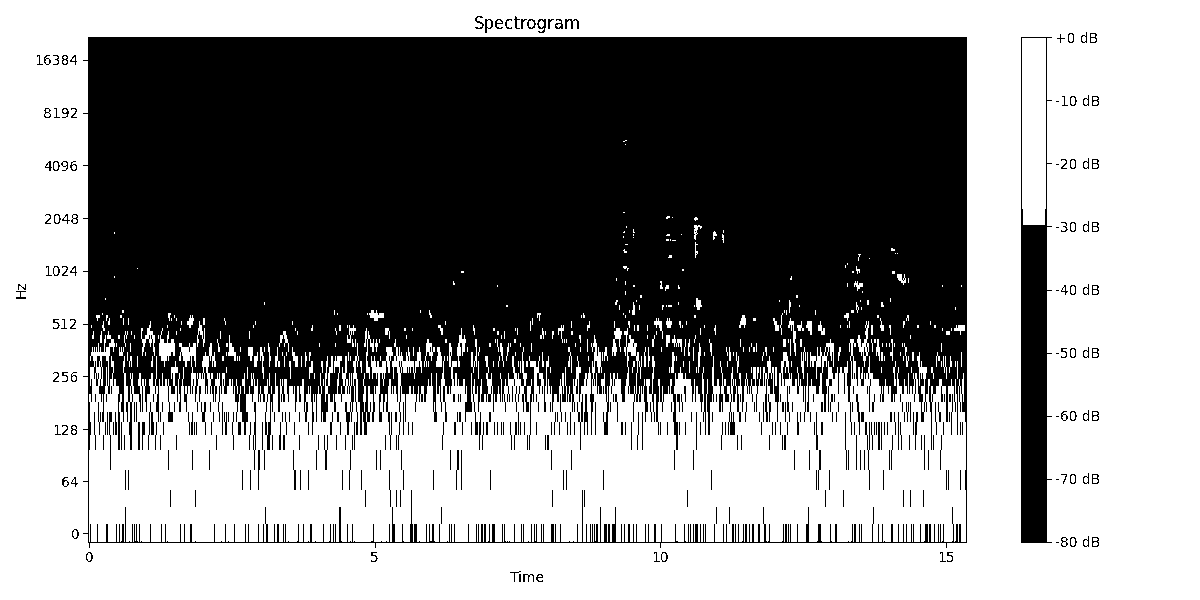 Spectrogram
16384
8192
4096
2048
1024
512
256
128
64
0
Hz
0
5
10
15
Time
+0 dB
-10 dB
-20 dB
-30 dB
-40 dB
-50 dB
-60 dB
-70 dB
-80 dB